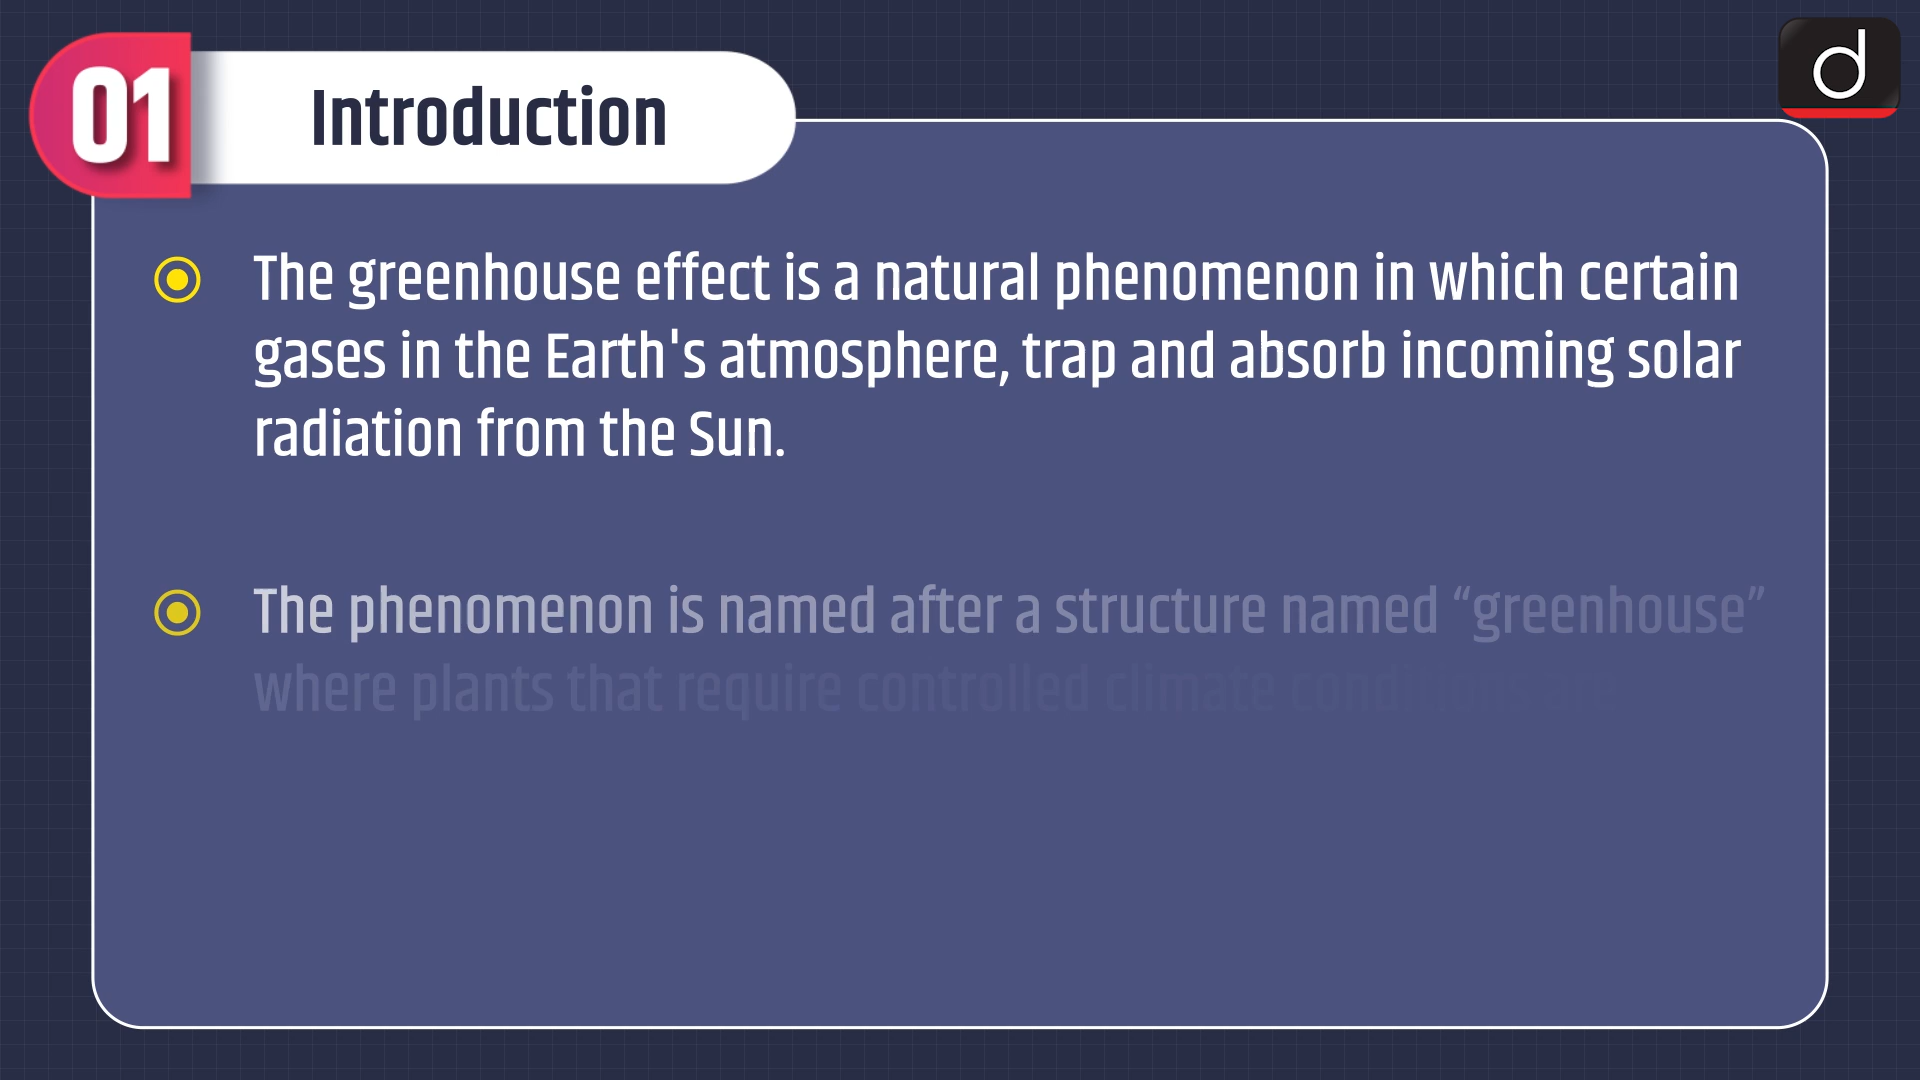 01
Introduction
d
The greenhouse effect is a natural phenomenon in which certain
gases in the Earth's atmosphere, trap and absorb incoming solar
radiation from the Sun.
The phenomenon is named after a structure named “greenhouse”
where plants that require controlled climate conditions are